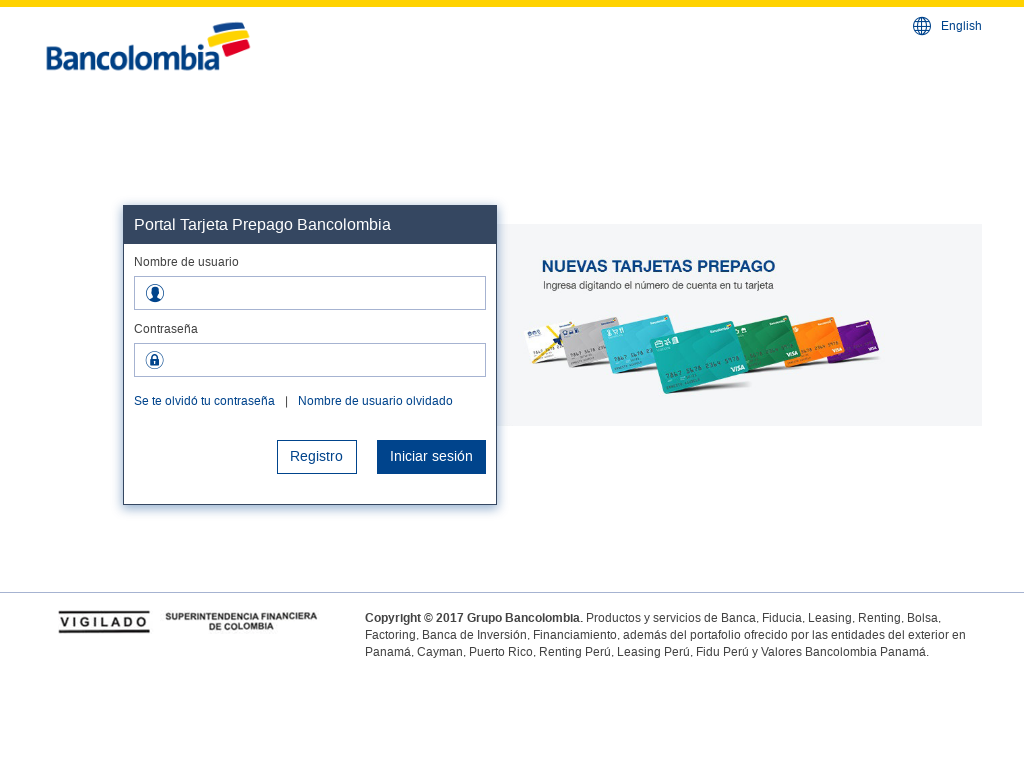 Bancolombia
English
Portal Tarjeta Prepago Bancolombia
Nombre de usuario
Contraseña
Se te olvidó tu contraseña | Nombre de usuario olvidado
Registro
Iniciar sesión
NUEVAS TARJETAS PREPAGO
Ingresa digitando el número de cuenta en tu tarjeta
VISA
VISA
VISA
VISA
VIGILADO
SUPERINTENDENCIA FINANCIERA
DE COLOMBIA
Copyright © 2017 Grupo Bancolombia. Productos y servicios de Banca, Fiducia, Leasing, Renting, Bolsa,
Factoring, Banca de Inversión, Financiamiento, además del portafolio ofrecido por las entidades del exterior en
Panamá, Cayman, Puerto Rico, Renting Perú, Leasing Perú, Fidu Perú y Valores Bancolombia Panamá.